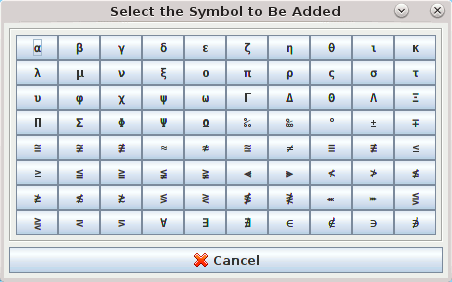 Select the Symbol to Be Added
α β γ δ ε ζ η θ ι κ
λ μ ν ξ ο π ρ ς σ τ
υ φ χ ψ ω Γ Δ Θ Λ Ξ
Π Σ Φ Ψ Ω ‰ ° ± ∓
≅ ≆ ≇ ≈ ≉ ≊ ≠ ≡ ≢ ≤
≥ ≦ ≧ ≨ ≩ ◀ ▶ ≮ ≯ ≰
≱ ≴ ≵ ≶ ≷ ≸ ≹ ⋘ ⋙ ⋚
⋛ ⋜ ⋝ ∀ ∃ ∄ ∈ ∉ ∋ ∌
Cancel